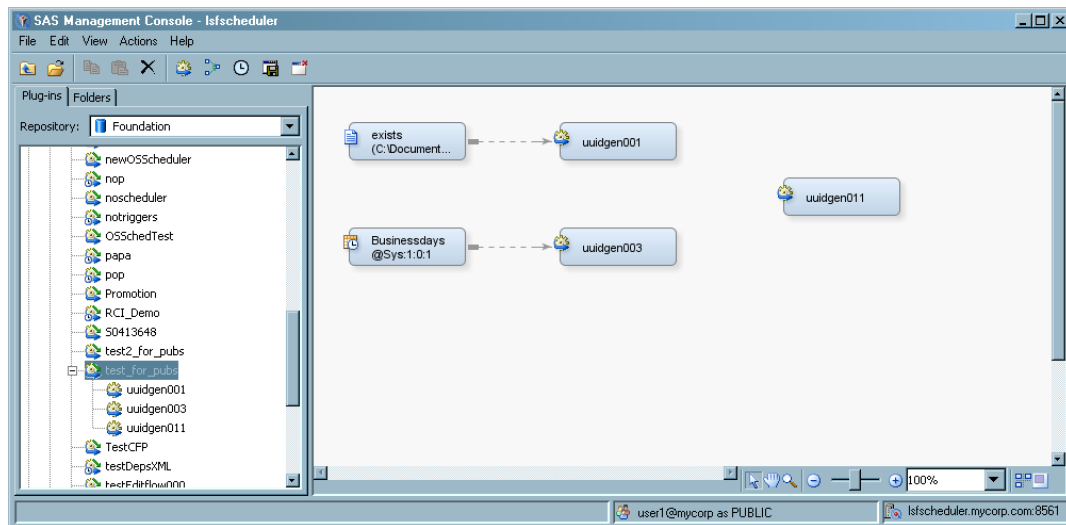 SAS Management Console - lsfscheduler
File Edit View Actions Help
Plug-ins Folders
Repository: Foundation
newOSScheduler
nop
noscheduler
notriggers
OSSchedTest
papa
pop
Promotion
RCI_Demo
S0413648
test2_for_pubs
test_for_pubs
uuidgen001
uuidgen003
uuidgen011
TestCFP
testDepsXML
testEditflow000
exists
(C:\Document...
uuidgen001
uuidgen011
Businessdays
@Sys:1:0:1
uuidgen003
100%
user1@mycorp as PUBLIC
lsfscheduler.mycorp.com:8561